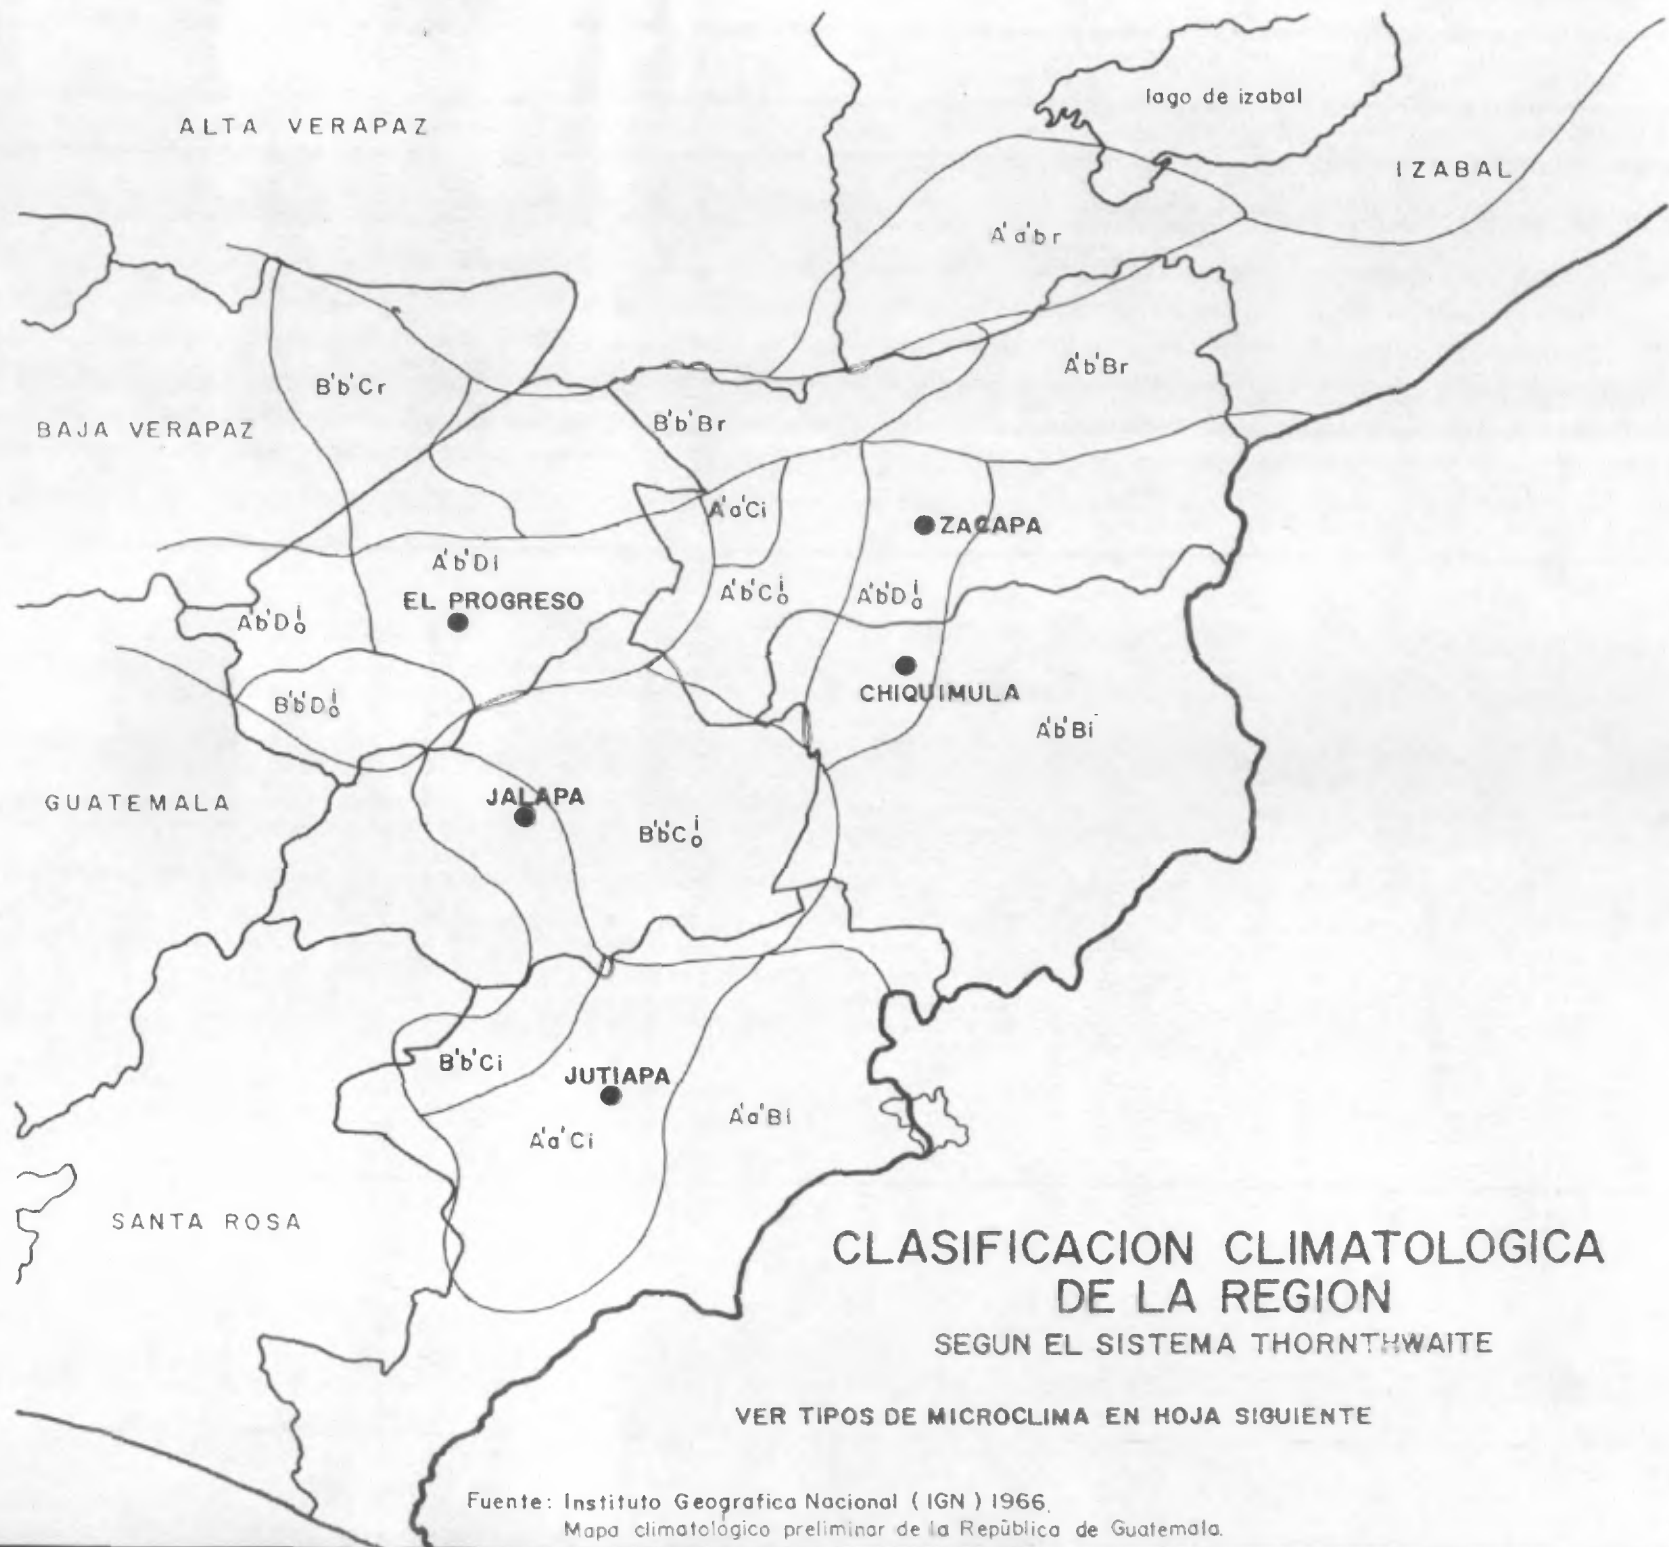 lago de izabal
ALTA VERAPAZ
IZABAL
A'a'br
A'b'Br
B'b'Cr
B'b'Br
BAJA VERAPAZ
A'a'Ci
ZACAPA
A'b'Di
A'b'C i o
A'b'D i o
EL PROGRESO
A'b'D i o
CHIQUIMULA
B'b'D i o
A'b'Bi
JALAPA
GUATEMALA
B'b'C i o
B'b'Ci
JUTIAPA
A'a'Bi
A'a'Ci
SANTA ROSA
CLASIFICACION CLIMATOLOGICA
DE LA REGION
SEGUN EL SISTEMA THORNTHWAITE
VER TIPOS DE MICROCLIMA EN HOJA SIGUIENTE
Fuente: Instituto Geografico Nacional (IGN) 1966.
Mapa climatológico preliminar de la República de Guatemala.